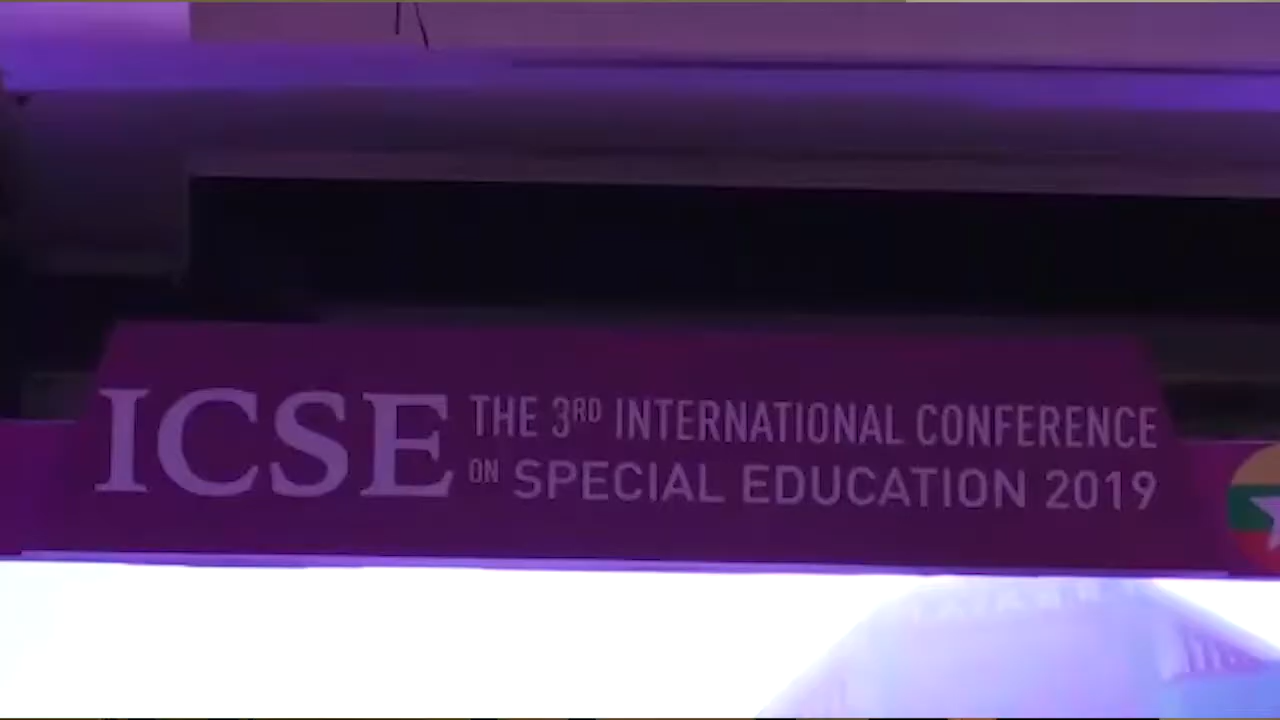 ICSE
THE 3RD INTERNATIONAL CONFERENCE
ON SPECIAL EDUCATION 2019